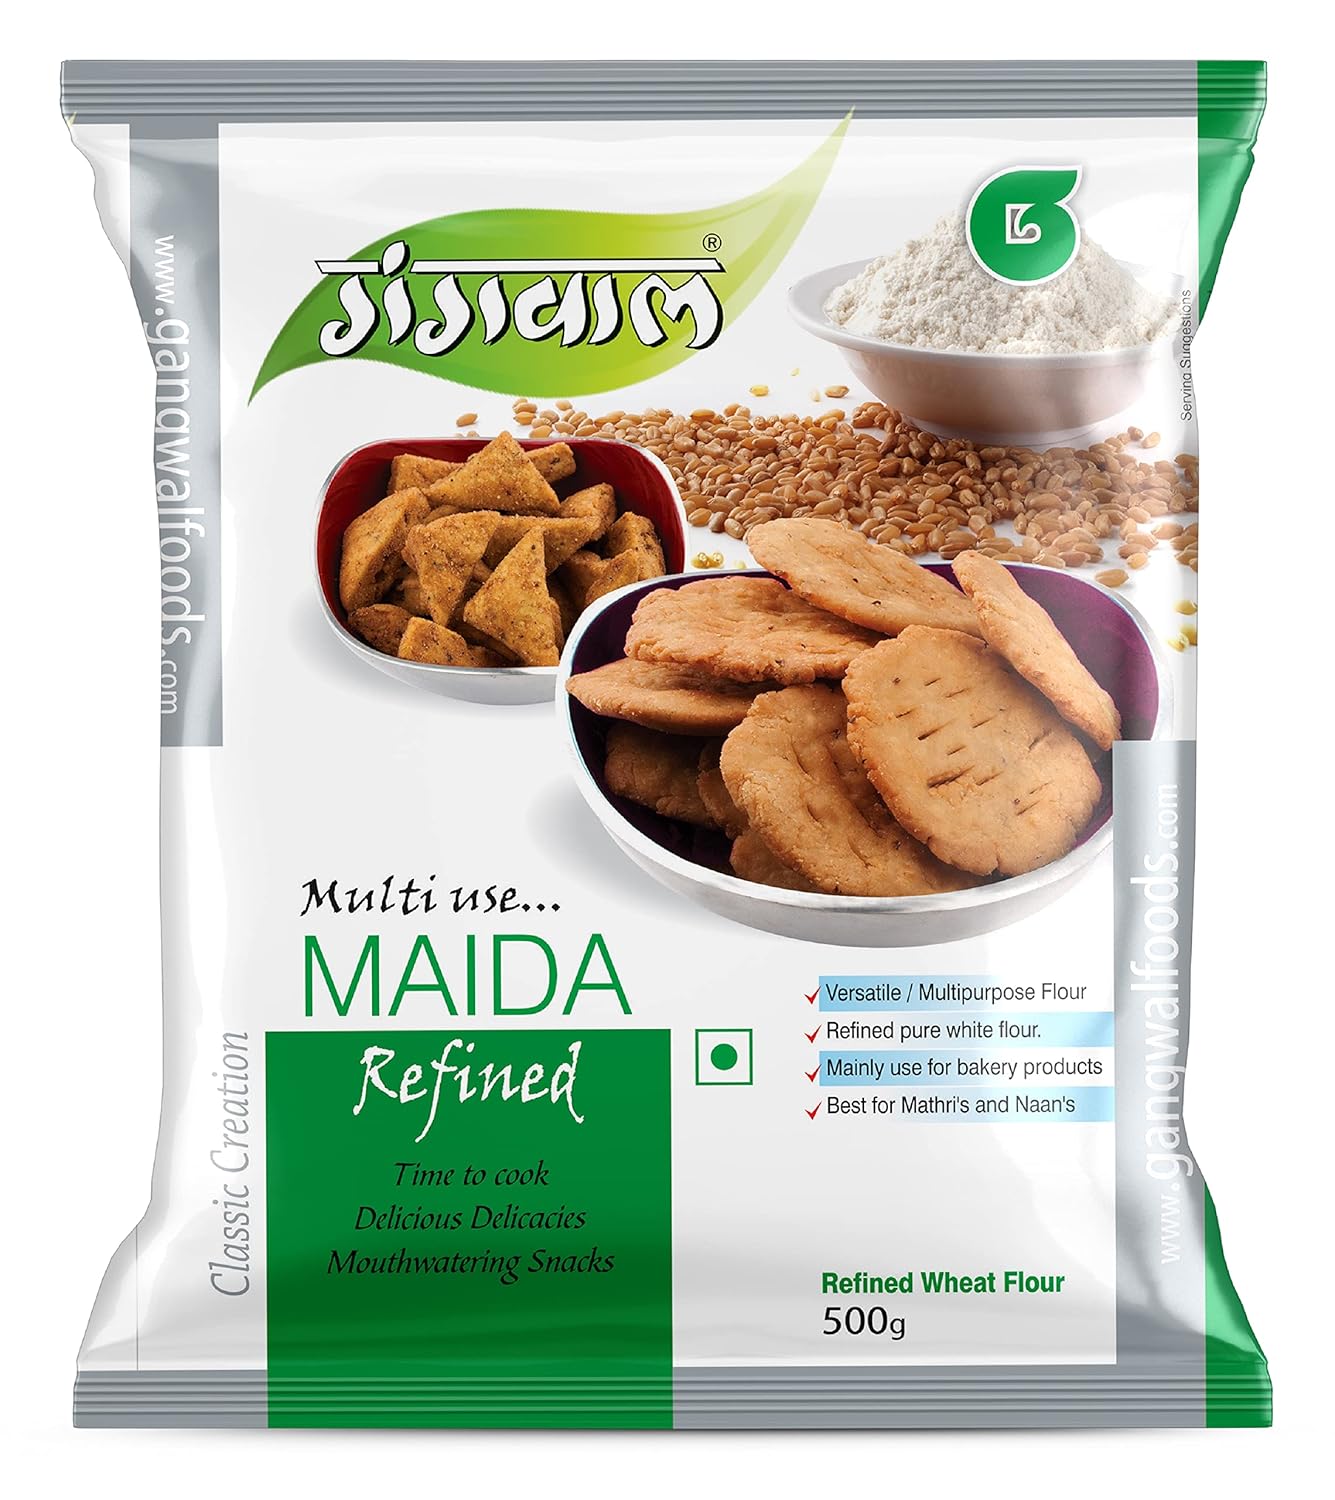 गंगवाल®
Serving Suggestions
www.gangwalfoods.com
Multi use...
MAIDA
Refined
Time to cook
Delicious Delicacies
Mouthwatering Snacks
Classic Creation
Versatile / Multipurpose Flour
Refined pure white flour.
Mainly use for bakery products
Best for Mathri's and Naan's
Refined Wheat Flour
500g
www.gangwalfoods.com